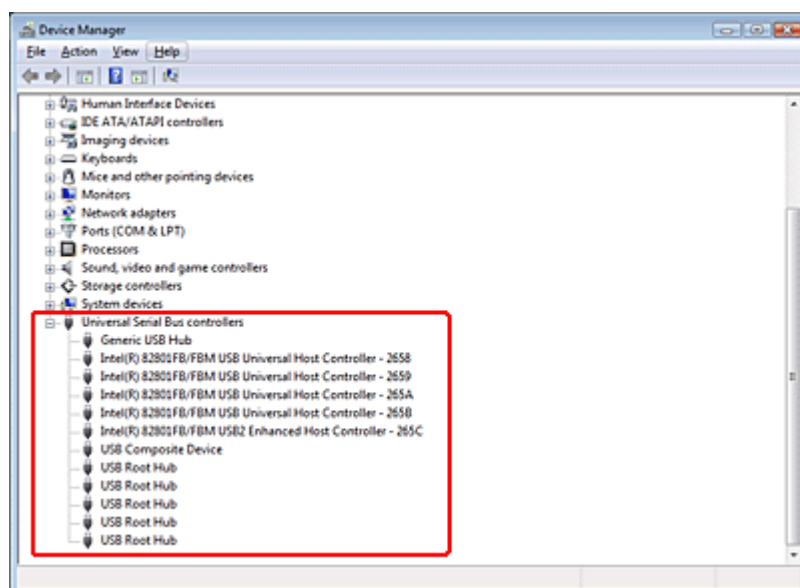 Device Manager
File Action View Help
Human Interface Devices
IDE ATA/ATAPI controllers
Imaging devices
Keyboards
Mice and other pointing devices
Monitors
Network adapters
Ports (COM & LPT)
Processors
Sound, video and game controllers
Storage controllers
System devices
Universal Serial Bus controllers
Generic USB Hub
Intel(R) 82801FB/FBM USB Universal Host Controller - 2658
Intel(R) 82801FB/FBM USB Universal Host Controller - 2659
Intel(R) 82801FB/FBM USB Universal Host Controller - 265A
Intel(R) 82801FB/FBM USB Universal Host Controller - 265B
Intel(R) 82801FB/FBM USB2 Enhanced Host Controller - 265C
USB Composite Device
USB Root Hub
USB Root Hub
USB Root Hub
USB Root Hub
USB Root Hub